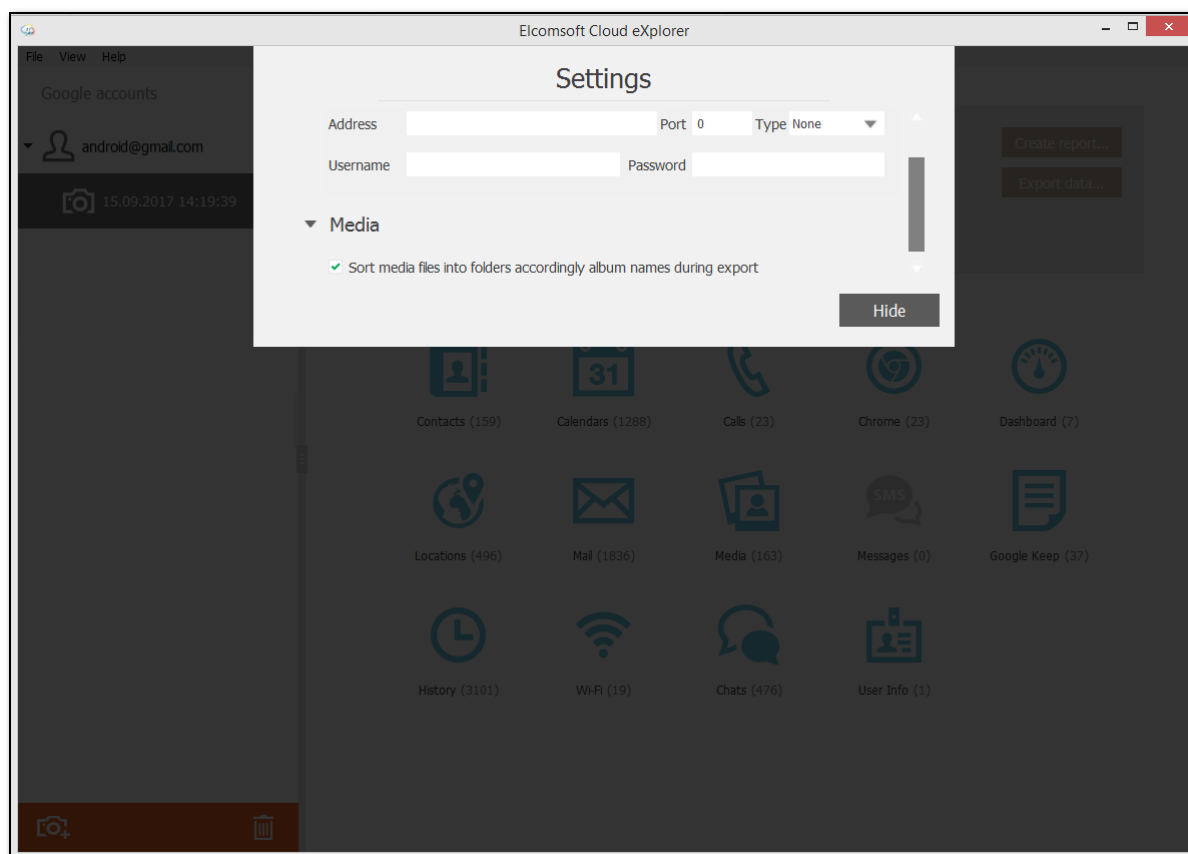 Elcomsoft Cloud eXplorer
File View Help
Google accounts
android@gmail.com
15.09.2017 14:19:39
Settings
Address Port 0 Type None
Username Password
Media
Sort media files into folders accordingly album names during export
Hide
Create report...
Export data...
31
Contacts (159) Calendars (1288) Calls (23) Chrome (23) Dashboard (7)
SMS
Locations (496) Mail (1836) Media (163) Messages (0) Google Keep (37)
History (3101) Wi-Fi (19) Chats (476) User Info (1)